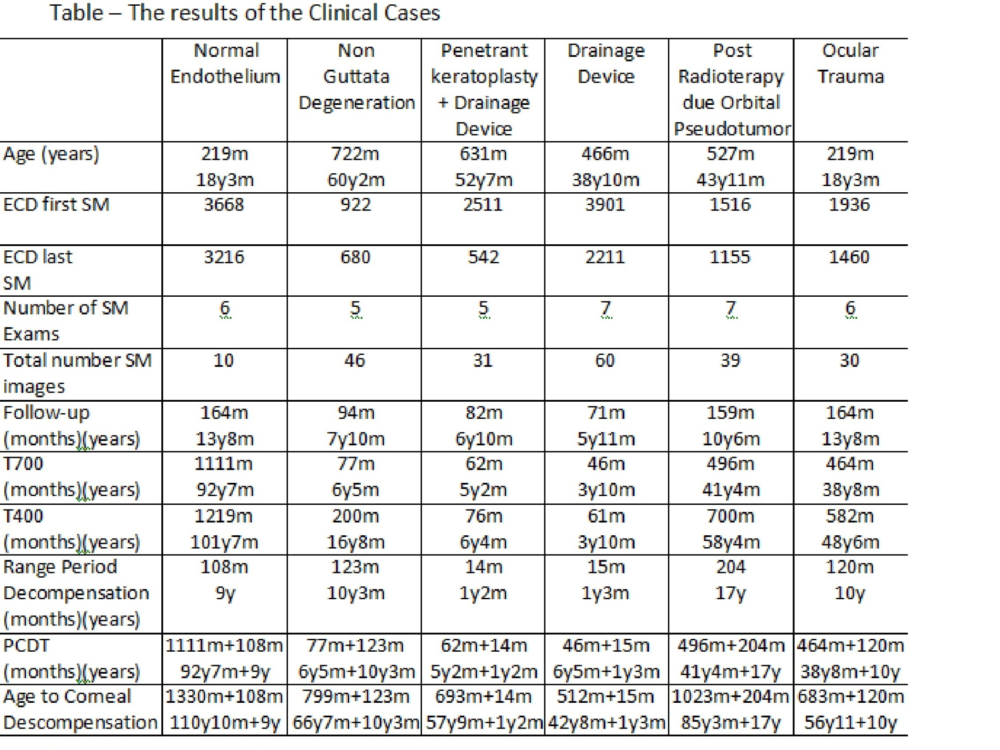 Table – The results of the Clinical Cases
Normal Endothelium
Non Guttata Degeneration
Penetrant keratoplasty + Drainage Device
Drainage Device
Post Radioterapy due Orbital Pseudotumor
Ocular Trauma
Age (years) 219m 722m 631m 466m 527m 219m
18y3m 60y2m 52y7m 38y10m 43y11m 18y3m
ECD first SM 3668 922 2511 3901 1516 1936
ECD last 3216 680 542 2211 1155 1460
SM
Number of SM 6 5 5 7 7 6
Exams
Total number SM 10 46 31 60 39 30
images
Follow-up 164m 94m 82m 71m 159m 164m
(months)(years) 13y8m 7y10m 6y10m 5y11m 10y6m 13y8m
T700 1111m 77m 62m 46m 496m 464m
(months)(years) 92y7m 6y5m 5y2m 3y10m 41y4m 38y8m
T400 1219m 200m 76m 61m 700m 582m
(months)(years) 101y7m 16y8m 6y4m 3y10m 58y4m 48y6m
Range Period 108m 123m 14m 15m 204 120m
Decompensation 9y 10y3m 1y2m 1y3m 17y 10y
(months)(years)
PCDT 1111m+108m 77m+123m 62m+14m 46m+15m 496m+204m 464m+120m
(months)(years) 92y7m+9y 6y5m+10y3m 5y2m+1y2m 6y5m+1y3m 41y4m+17y 38y8m+10y
Age to Corneal 1330m+108m 799m+123m 693m+14m 512m+15m 1023m+204m 683m+120m
Descompensation 110y10m+9y 66y7m+10y3m 57y9m+1y2m 42y8m+1y3m 85y3m+17y 56y11+10y